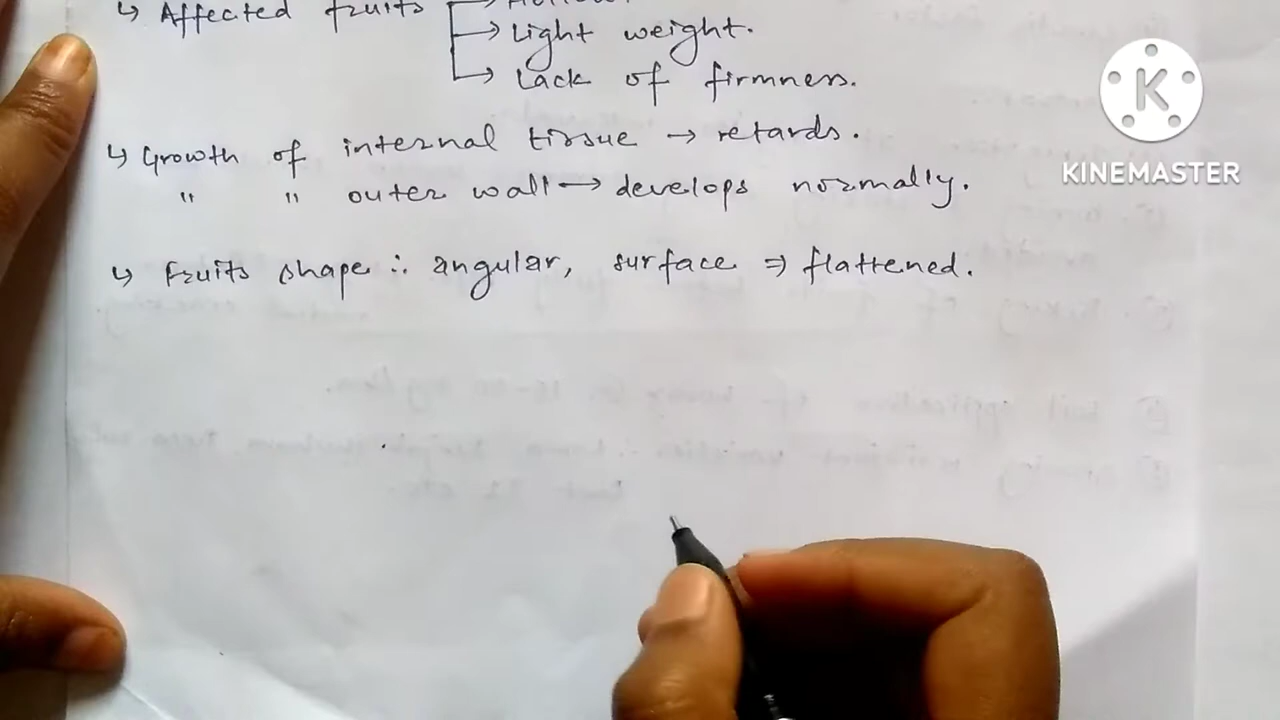 ↳ Affected fruits → Hollow.
→ Light weight.
→ Lack of firmness.
↳ Growth of internal tissue → retards.
" " outer wall → develops normally.
↳ Fruits shape ∴ angular, surface ⇒ flattened.
K
KINEMASTER